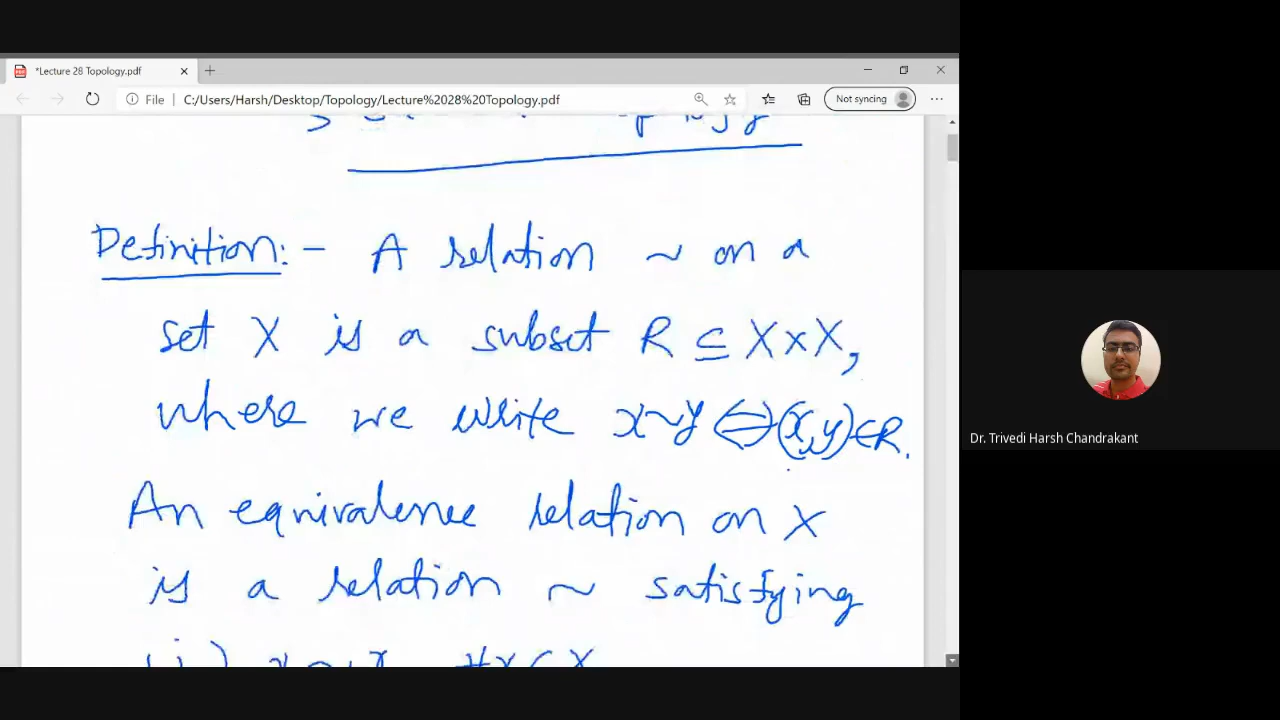 *Lecture 28 Topology.pdf
File
C:/Users/Harsh/Desktop/Topology/Lecture%2028%20Topology.pdf
Not syncing
Definition:- A relation ~ on a
set X is a subset R ⊆ X×X,
where we write x~y ⇔ (x,y)∈R.
An equivalence relation on X
is a relation ~ satisfying
(i) x~x ∀x∈X
Dr. Trivedi Harsh Chandrakant